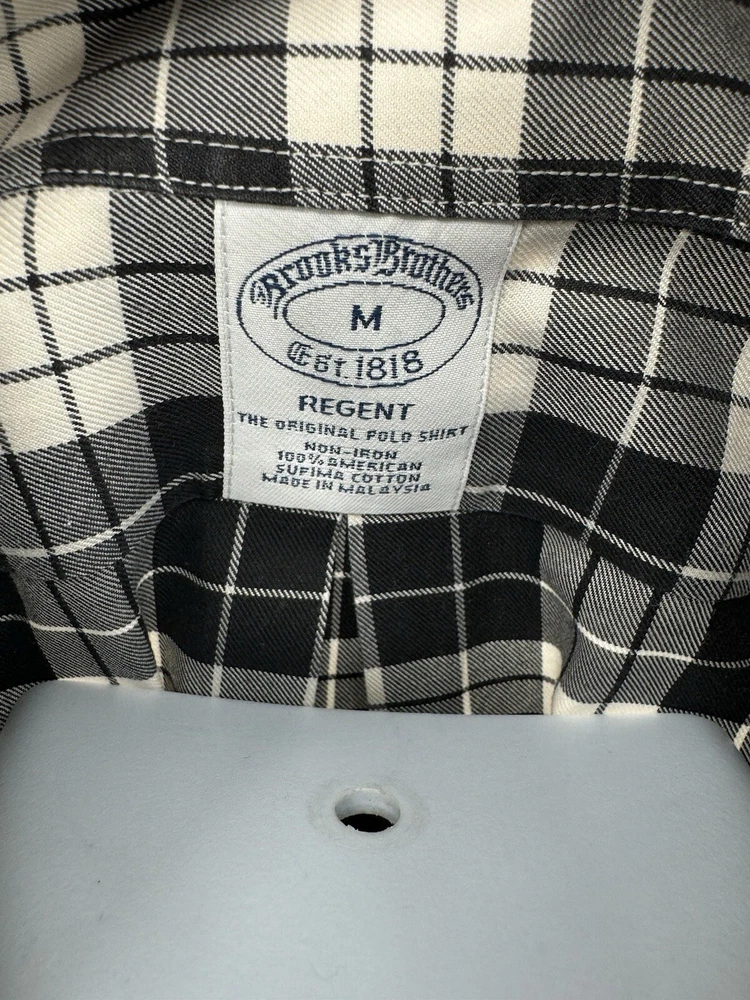 Brooks Brothers
M
Est. 1818
REGENT
THE ORIGINAL POLO SHIRT
NON-IRON
100% AMERICAN
SUPIMA COTTON
MADE IN MALAYSIA